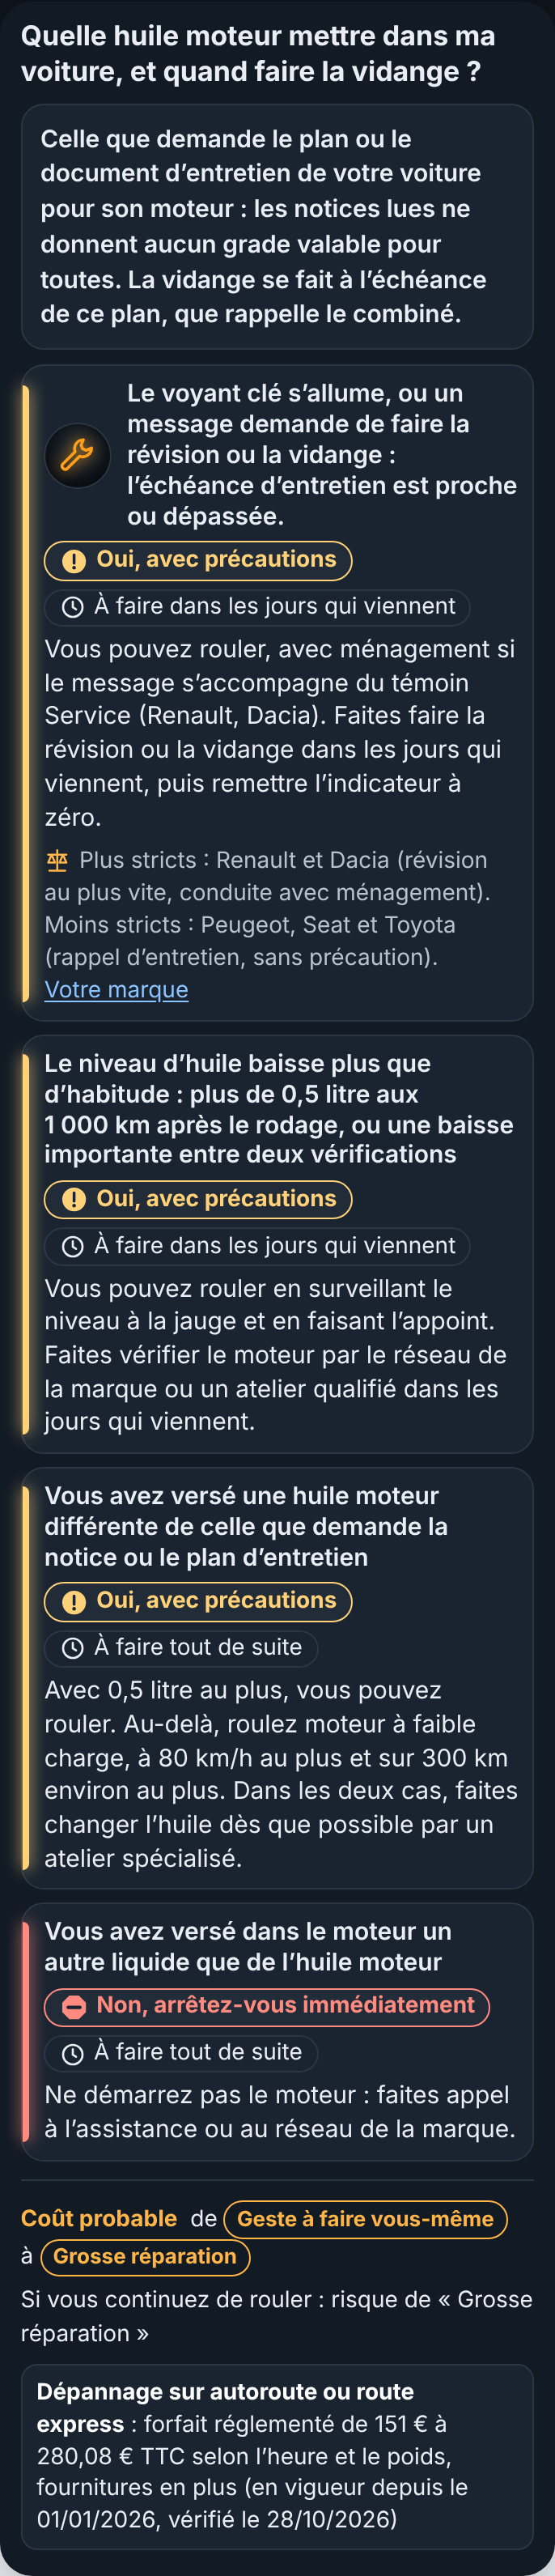 Quelle huile moteur mettre dans ma
voiture, et quand faire la vidange ?
Celle que demande le plan ou le
document d’entretien de votre voiture
pour son moteur : les notices lues ne
donnent aucun grade valable pour
toutes. La vidange se fait à l’échéance
de ce plan, que rappelle le combiné.
Le voyant clé s’allume, ou un
message demande de faire la
révision ou la vidange :
l’échéance d’entretien est proche
ou dépassée.
Oui, avec précautions
À faire dans les jours qui viennent
Vous pouvez rouler, avec ménagement si
le message s’accompagne du témoin
Service (Renault, Dacia). Faites faire la
révision ou la vidange dans les jours qui
viennent, puis remettre l’indicateur à
zéro.
Plus stricts : Renault et Dacia (révision
au plus vite, conduite avec ménagement).
Moins stricts : Peugeot, Seat et Toyota
(rappel d’entretien, sans précaution).
Votre marque
Le niveau d’huile baisse plus que
d’habitude : plus de 0,5 litre aux
1 000 km après le rodage, ou une baisse
importante entre deux vérifications
Oui, avec précautions
À faire dans les jours qui viennent
Vous pouvez rouler en surveillant le
niveau à la jauge et en faisant l’appoint.
Faites vérifier le moteur par le réseau de
la marque ou un atelier qualifié dans les
jours qui viennent.
Vous avez versé une huile moteur
différente de celle que demande la
notice ou le plan d’entretien
Oui, avec précautions
À faire tout de suite
Avec 0,5 litre au plus, vous pouvez
rouler. Au-delà, roulez moteur à faible
charge, à 80 km/h au plus et sur 300 km
environ au plus. Dans les deux cas, faites
changer l’huile dès que possible par un
atelier spécialisé.
Vous avez versé dans le moteur un
autre liquide que de l’huile moteur
Non, arrêtez-vous immédiatement
À faire tout de suite
Ne démarrez pas le moteur : faites appel
à l’assistance ou au réseau de la marque.
Coût probable de Geste à faire vous-même
à Grosse réparation
Si vous continuez de rouler : risque de « Grosse
réparation »
Dépannage sur autoroute ou route
express : forfait réglementé de 151 € à
280,08 € TTC selon l’heure et le poids,
fournitures en plus (en vigueur depuis le
01/01/2026, vérifié le 28/10/2026)